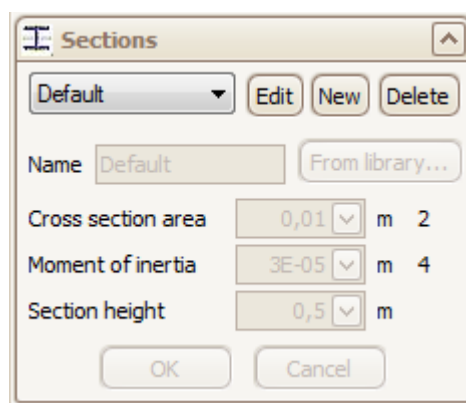 Sections
Default Edit New Delete
Name Default From library...
Cross section area 0,01 m 2
Moment of inertia 3E-05 m 4
Section height 0,5 m
OK Cancel